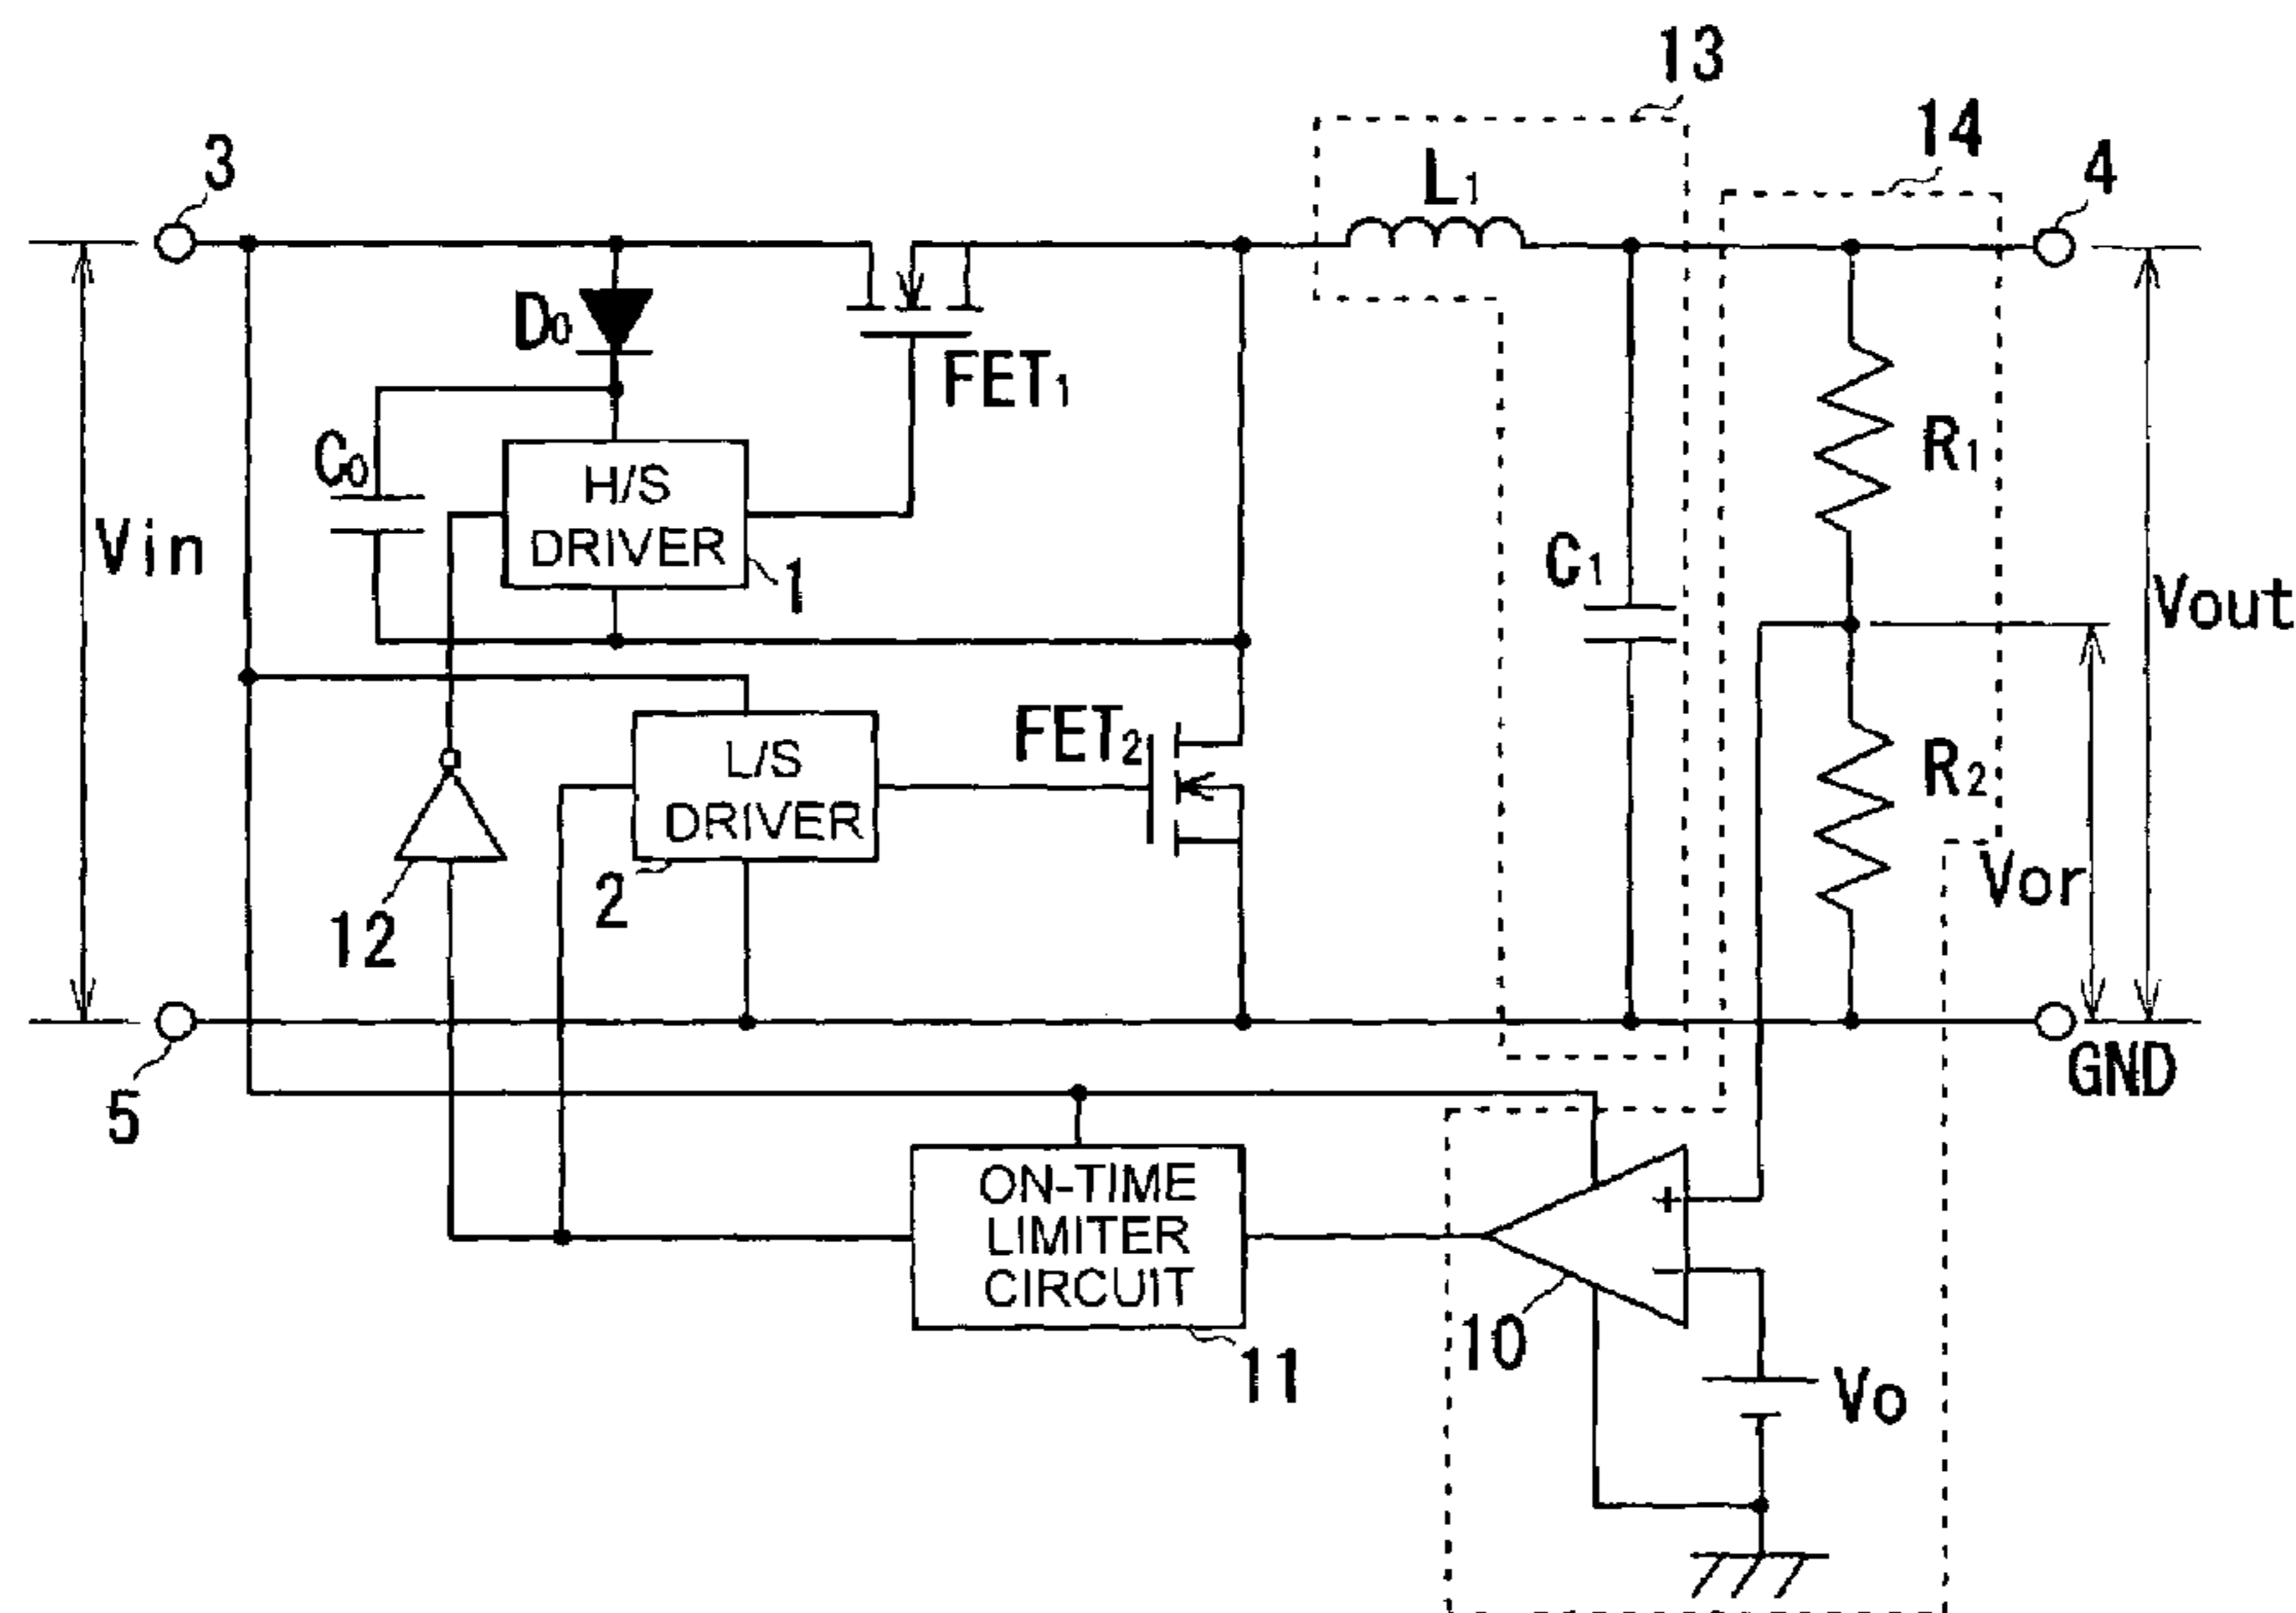 13
14
3
4
L1
D0
FET1
C0
H/S
DRIVER
1
R1
Vin
C1
Vout
FET2
L/S
DRIVER
2
R2
Vor
12
5
GND
ON-TIME
LIMITER
CIRCUIT
11
+
−
10
Vo